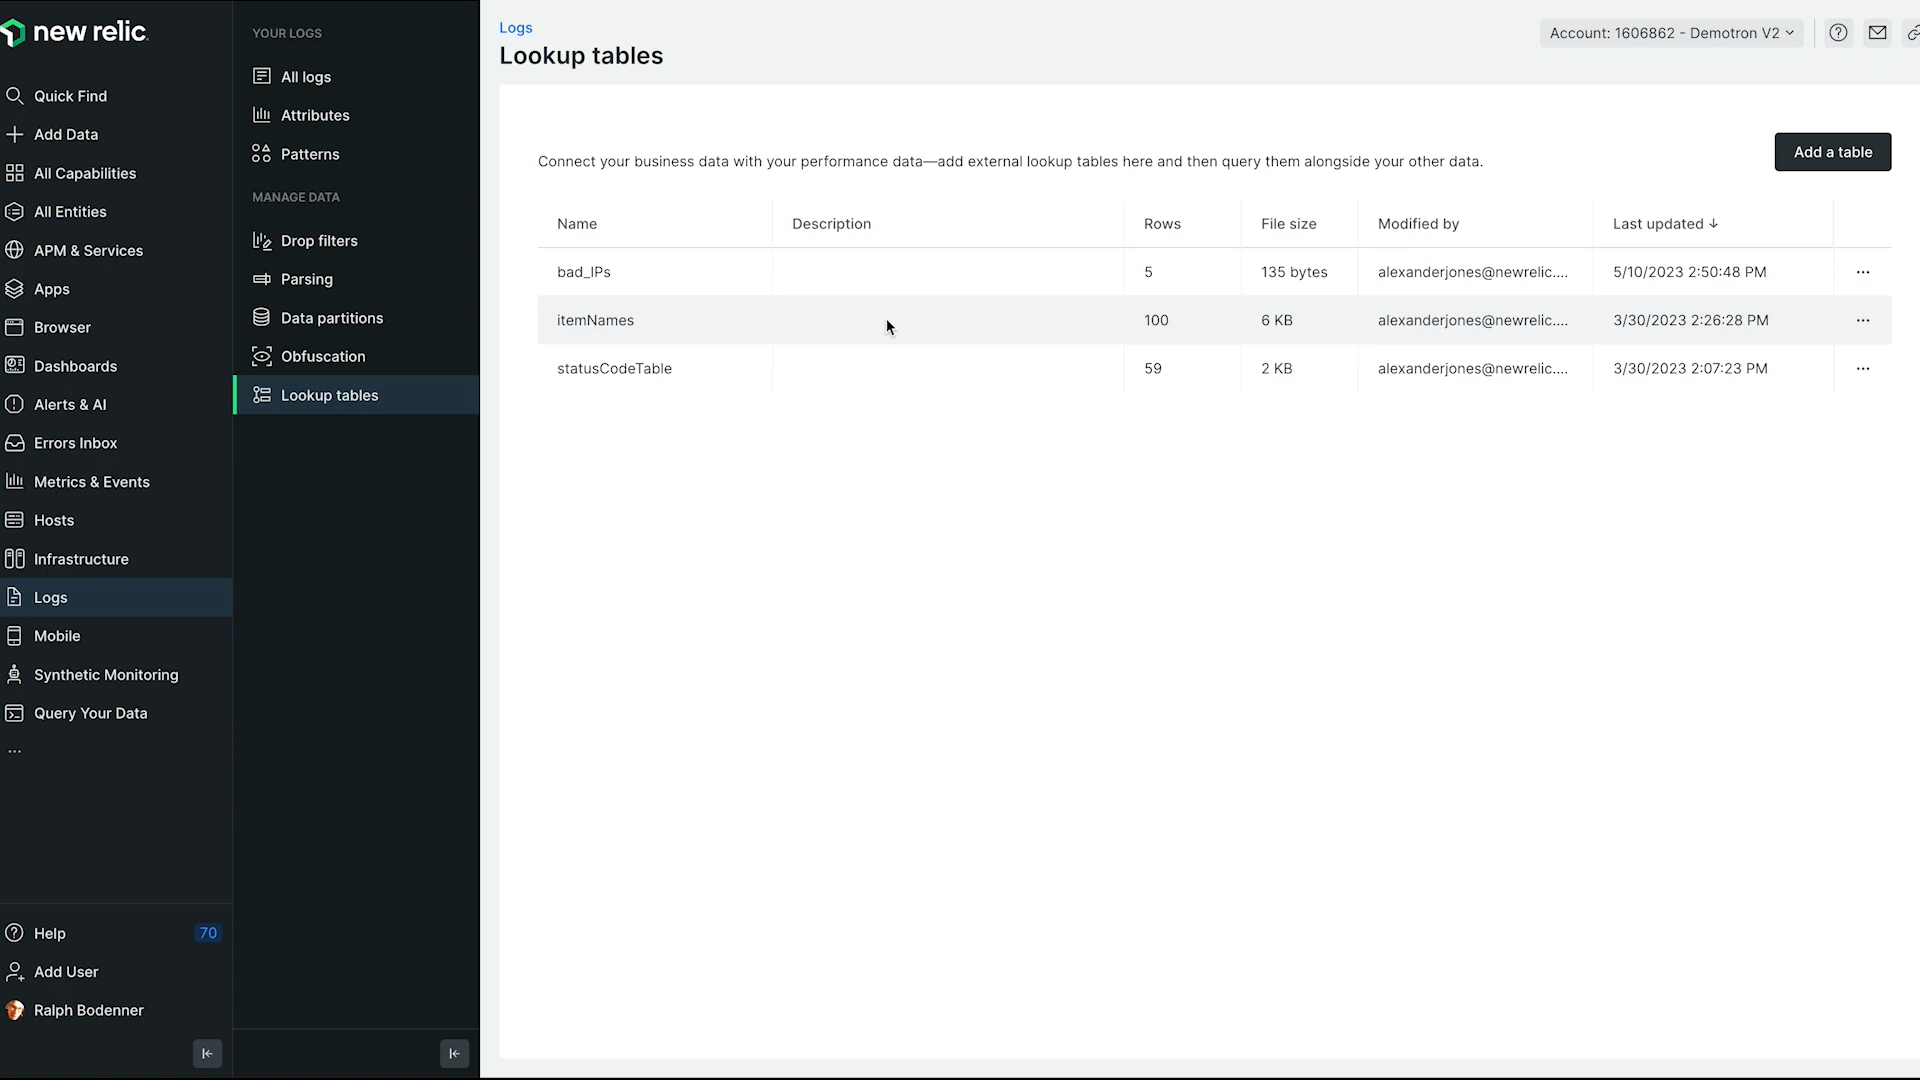 new relic.
Quick Find
Add Data
All Capabilities
All Entities
APM & Services
Apps
Browser
Dashboards
Alerts & AI
Errors Inbox
Metrics & Events
Hosts
Infrastructure
Logs
Mobile
Synthetic Monitoring
Query Your Data
...
Help 70
Add User
Ralph Bodenner
YOUR LOGS
All logs
Attributes
Patterns
MANAGE DATA
Drop filters
Parsing
Data partitions
Obfuscation
Lookup tables
Logs
Lookup tables
Account: 1606862 - Demotron V2
Connect your business data with your performance data—add external lookup tables here and then query them alongside your other data.
Add a table
Name Description Rows File size Modified by Last updated ↓
bad_IPs 5 135 bytes alexanderjones@newrelic.... 5/10/2023 2:50:48 PM ...
itemNames 100 6 KB alexanderjones@newrelic.... 3/30/2023 2:26:28 PM ...
statusCodeTable 59 2 KB alexanderjones@newrelic.... 3/30/2023 2:07:23 PM ...